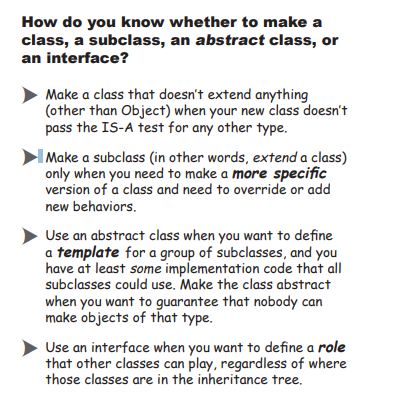 How do you know whether to make a
class, a subclass, an abstract class, or
an interface?
Make a class that doesn't extend anything
(other than Object) when your new class doesn't
pass the IS-A test for any other type.
Make a subclass (in other words, extend a class)
only when you need to make a more specific
version of a class and need to override or add
new behaviors.
Use an abstract class when you want to define
a template for a group of subclasses, and you
have at least some implementation code that all
subclasses could use. Make the class abstract
when you want to guarantee that nobody can
make objects of that type.
Use an interface when you want to define a role
that other classes can play, regardless of where
those classes are in the inheritance tree.